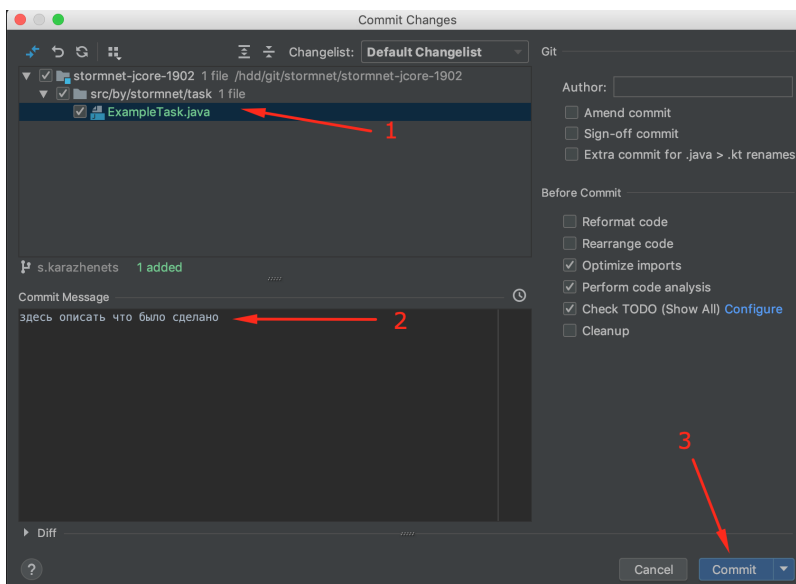 Commit Changes
Changelist: Default Changelist
stormnet-jcore-1902 1 file /hdd/git/stormnet/stormnet-jcore-1902
src/by/stormnet/task 1 file
ExampleTask.java
1
s.karazhenets 1 added
Commit Message
здесь описать что было сделано
2
Diff
Git
Author:
Amend commit
Sign-off commit
Extra commit for .java > .kt renames
Before Commit
Reformat code
Rearrange code
Optimize imports
Perform code analysis
Check TODO (Show All) Configure
Cleanup
3
?
Cancel
Commit